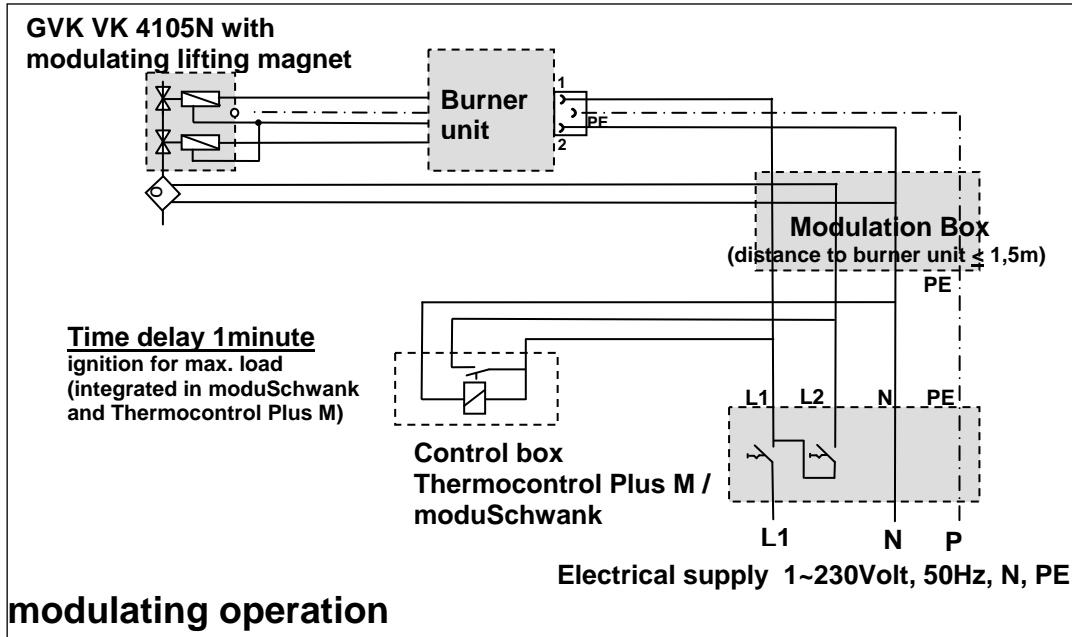 GVK VK 4105N with
modulating lifting magnet
Burner
unit
1
PE
2
Modulation Box
(distance to burner unit ≤ 1,5m)
PE
Time delay 1minute
ignition for max. load
(integrated in moduSchwank
and Thermocontrol Plus M)
L1 L2 N PE
Control box
Thermocontrol Plus M /
moduSchwank
L1 N P
Electrical supply 1~230Volt, 50Hz, N, PE
modulating operation